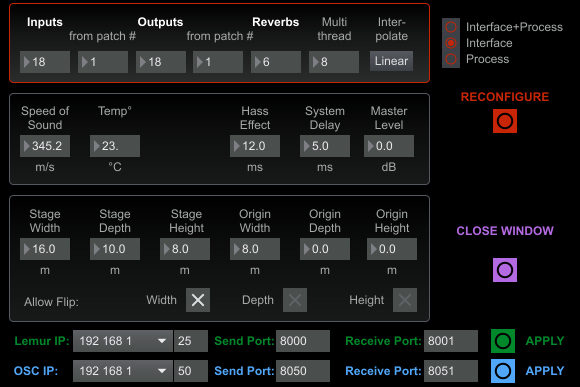 Inputs Outputs Reverbs Multi thread Inter- polate
from patch # from patch #
18 1 18 1 6 8 Linear
Interface+Process
Interface
Process
RECONFIGURE
Speed of Sound Temp° Hass Effect System Delay Master Level
345.2 23. 12.0 5.0 0.0
m/s °C ms ms dB
Stage Width Stage Depth Stage Height Origin Width Origin Depth Origin Height
16.0 10.0 8.0 8.0 0.0 0.0
m m m m m m
CLOSE WINDOW
Allow Flip: Width Depth Height
Lemur IP: 192 168 1 25 Send Port: 8000 Receive Port: 8001 APPLY
OSC IP: 192 168 1 50 Send Port: 8050 Receive Port: 8051 APPLY